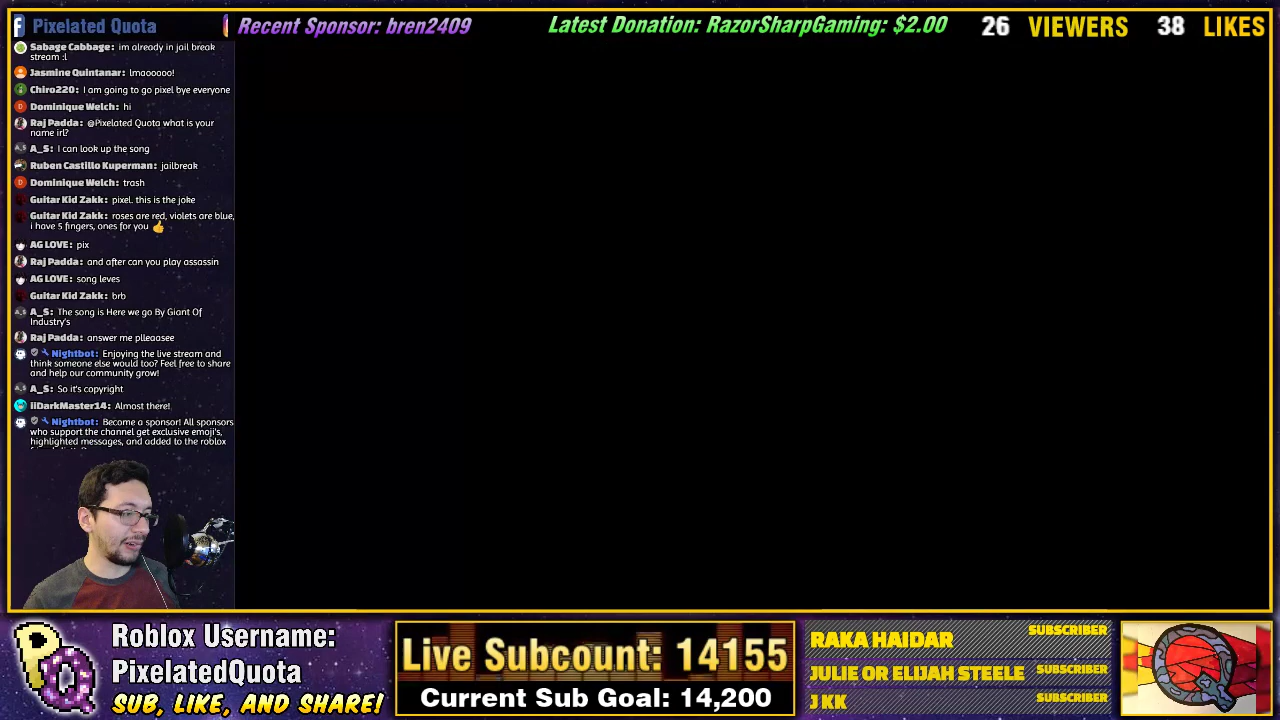 Pixelated Quota
Recent Sponsor: bren2409
Latest Donation: RazorSharpGaming: $2.00
26 VIEWERS
38 LIKES
Sabage Cabbage: im already in jail break
stream :l
Jasmine Quintanar: lmaooooo!
Chiro220: I am going to go pixel bye everyone
Dominique Welch: hi
Raj Padda: @Pixelated Quota what is your
name irl?
A_S: I can look up the song
Ruben Castillo Kuperman: jailbreak
Dominique Welch: trash
Guitar Kid Zakk: pixel. this is the joke
Guitar Kid Zakk: roses are red, violets are blue,
i have 5 fingers, ones for you 👍
AG LOVE: pix
Raj Padda: and after can you play assassin
AG LOVE: song leves
Guitar Kid Zakk: brb
A_S: The song is Here we go By Giant Of
Industry's
Raj Padda: answer me plleaasee
Nightbot: Enjoying the live stream and
think someone else would too? Feel free to share
and help our community grow!
A_S: So it's copyright
iiDarkMaster14: Almost there!
Nightbot: Become a sponsor! All sponsors
who support the channel get exclusive emoji's,
highlighted messages, and added to the roblox
Roblox Username:
PixelatedQuota
SUB, LIKE, AND SHARE!
Live Subcount: 14155
Current Sub Goal: 14,200
RAKA HAIDAR SUBSCRIBER
JULIE OR ELIJAH STEELE SUBSCRIBER
J KK SUBSCRIBER